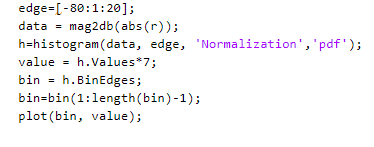 edge=[-80:1:20];
data = mag2db(abs(r));
h=histogram(data, edge, 'Normalization','pdf');
value = h.Values*7;
bin = h.BinEdges;
bin=bin(1:length(bin)-1);
plot(bin, value);